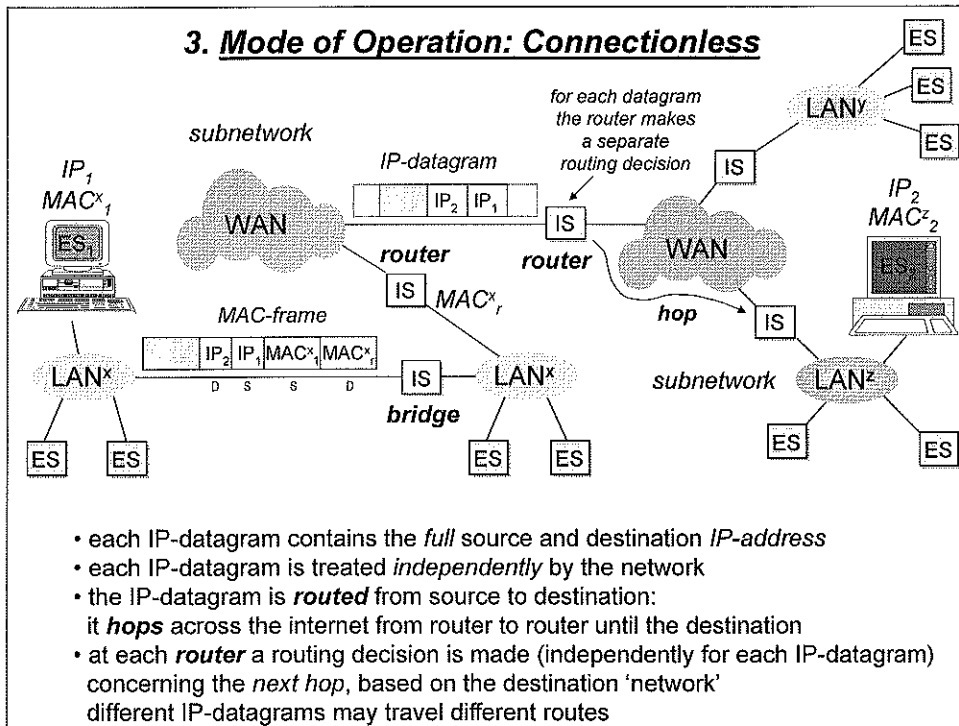 3. Mode of Operation: Connectionless
ES
ES
ES
LANʸ
for each datagram
the router makes
a separate
routing decision
subnetwork
IP-datagram
IP₂ IP₁
IS
IP₁
MACˣ₁
ES₁
WAN
IS
router
WAN
IP₂
MACᶻ₂
router
IS
MACˣᵣ
hop
IS
MAC-frame
IP₂ IP₁ MACˣ₁ MACˣᵣ
D S S D
LANˣ
IS
bridge
LANˣ
subnetwork
LANᶻ
ES
ES
ES
ES
ES
ES
• each IP-datagram contains the full source and destination IP-address
• each IP-datagram is treated independently by the network
• the IP-datagram is routed from source to destination:
it hops across the internet from router to router until the destination
• at each router a routing decision is made (independently for each IP-datagram)
concerning the next hop, based on the destination ‘network’
different IP-datagrams may travel different routes